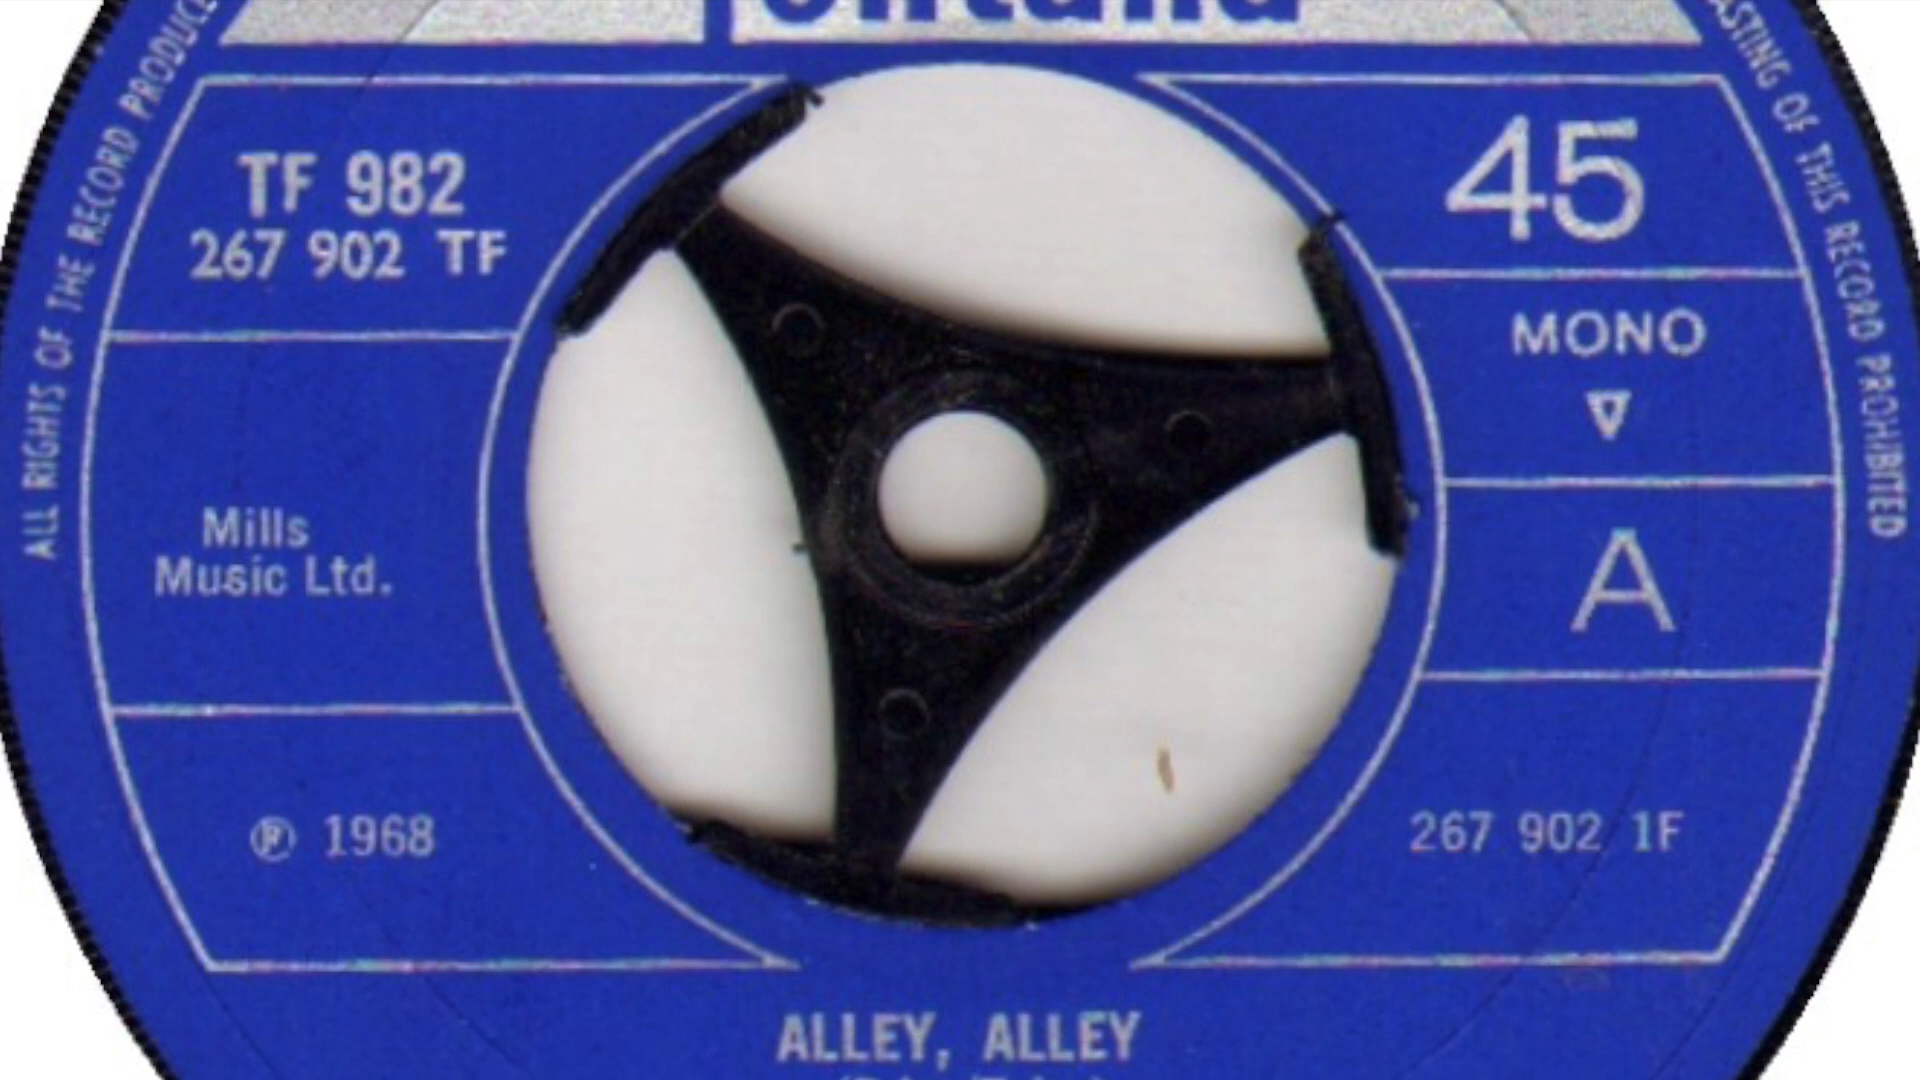 ALL RIGHTS OF THE RECORD PRODUCE
ASTING OF THIS RECORD PROHIBITED
TF 982
267 902 TF
45
MONO
Mills
Music Ltd.
A
℗ 1968
267 902 1F
ALLEY, ALLEY